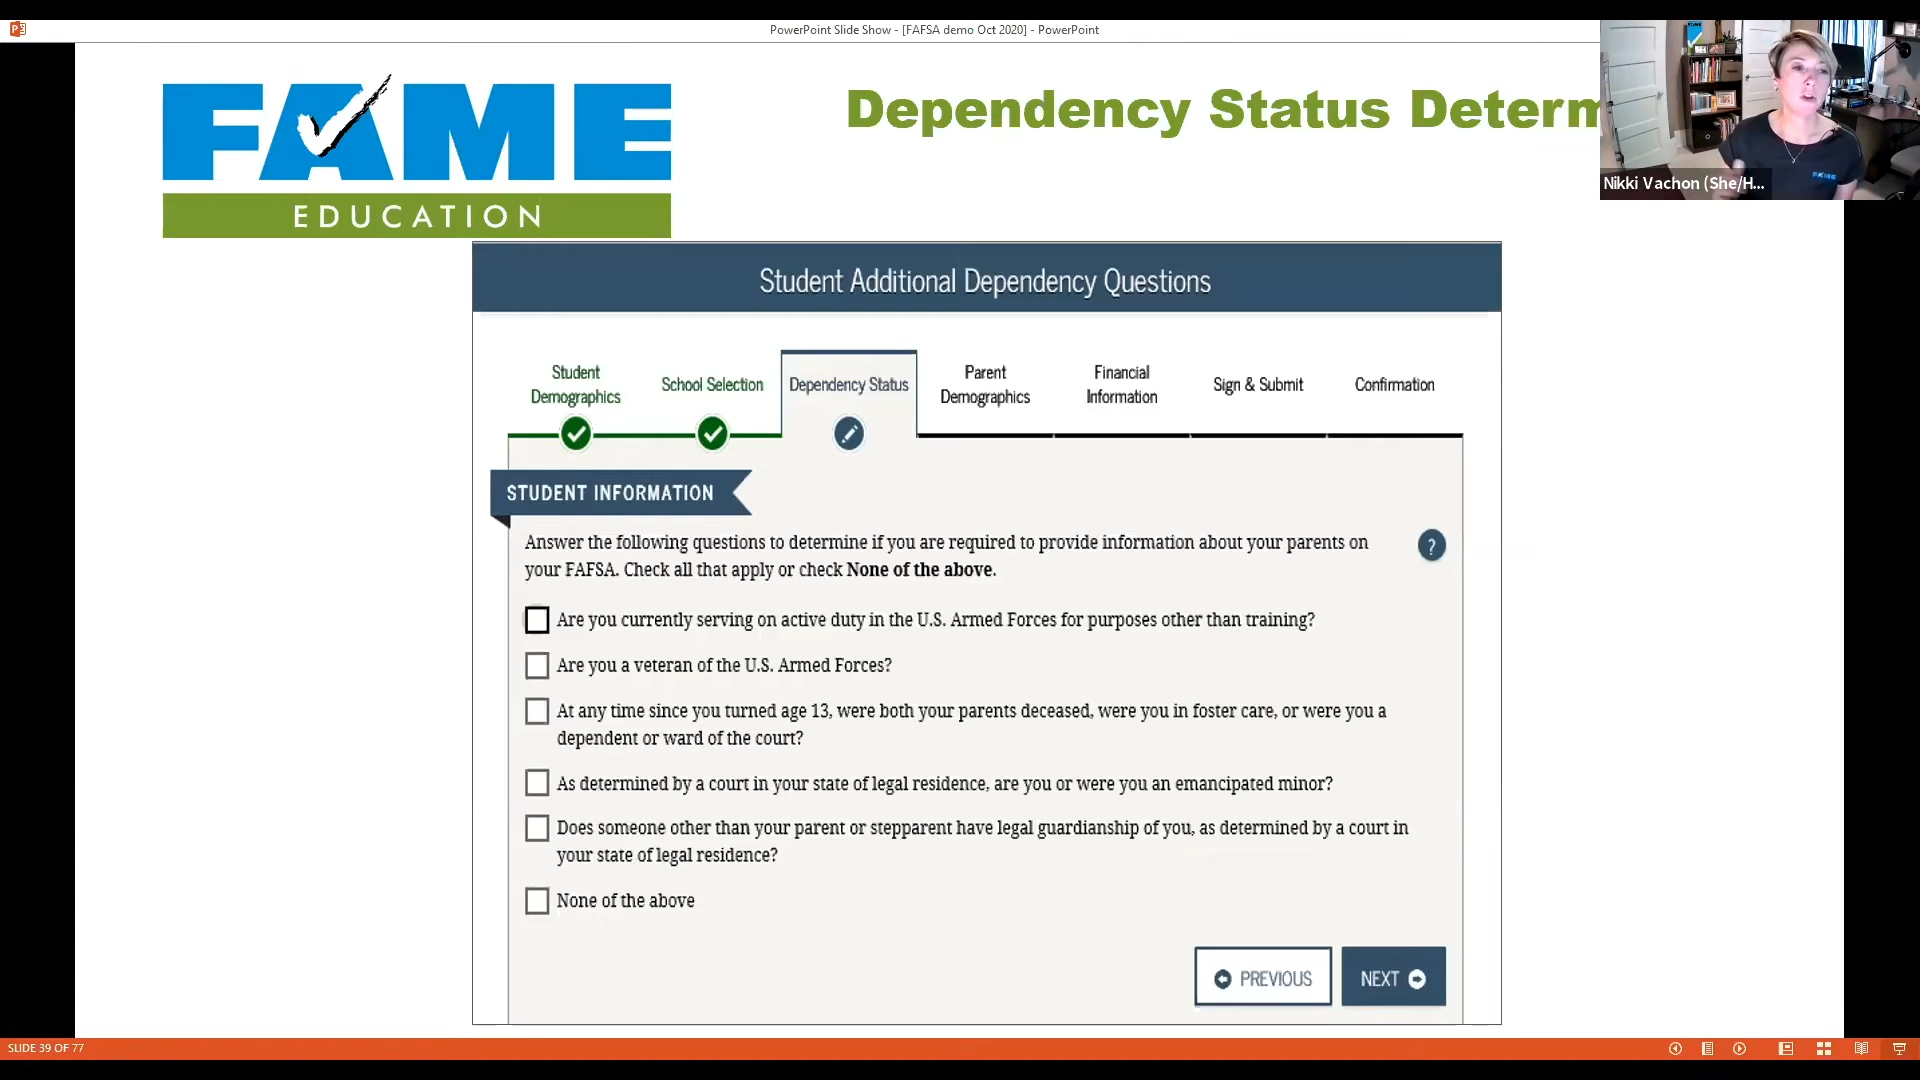 PowerPoint Slide Show - [FAFSA demo Oct 2020] - PowerPoint
FAME
EDUCATION
Dependency Status Determ
Nikki Vachon (She/H...
FAME
Student Additional Dependency Questions
Student
Demographics
School Selection
Dependency Status
Parent
Demographics
Financial
Information
Sign & Submit
Confirmation
STUDENT INFORMATION
Answer the following questions to determine if you are required to provide information about your parents on
your FAFSA. Check all that apply or check None of the above.
?
Are you currently serving on active duty in the U.S. Armed Forces for purposes other than training?
Are you a veteran of the U.S. Armed Forces?
At any time since you turned age 13, were both your parents deceased, were you in foster care, or were you a
dependent or ward of the court?
As determined by a court in your state of legal residence, are you or were you an emancipated minor?
Does someone other than your parent or stepparent have legal guardianship of you, as determined by a court in
your state of legal residence?
None of the above
PREVIOUS
NEXT
SLIDE 39 OF 77